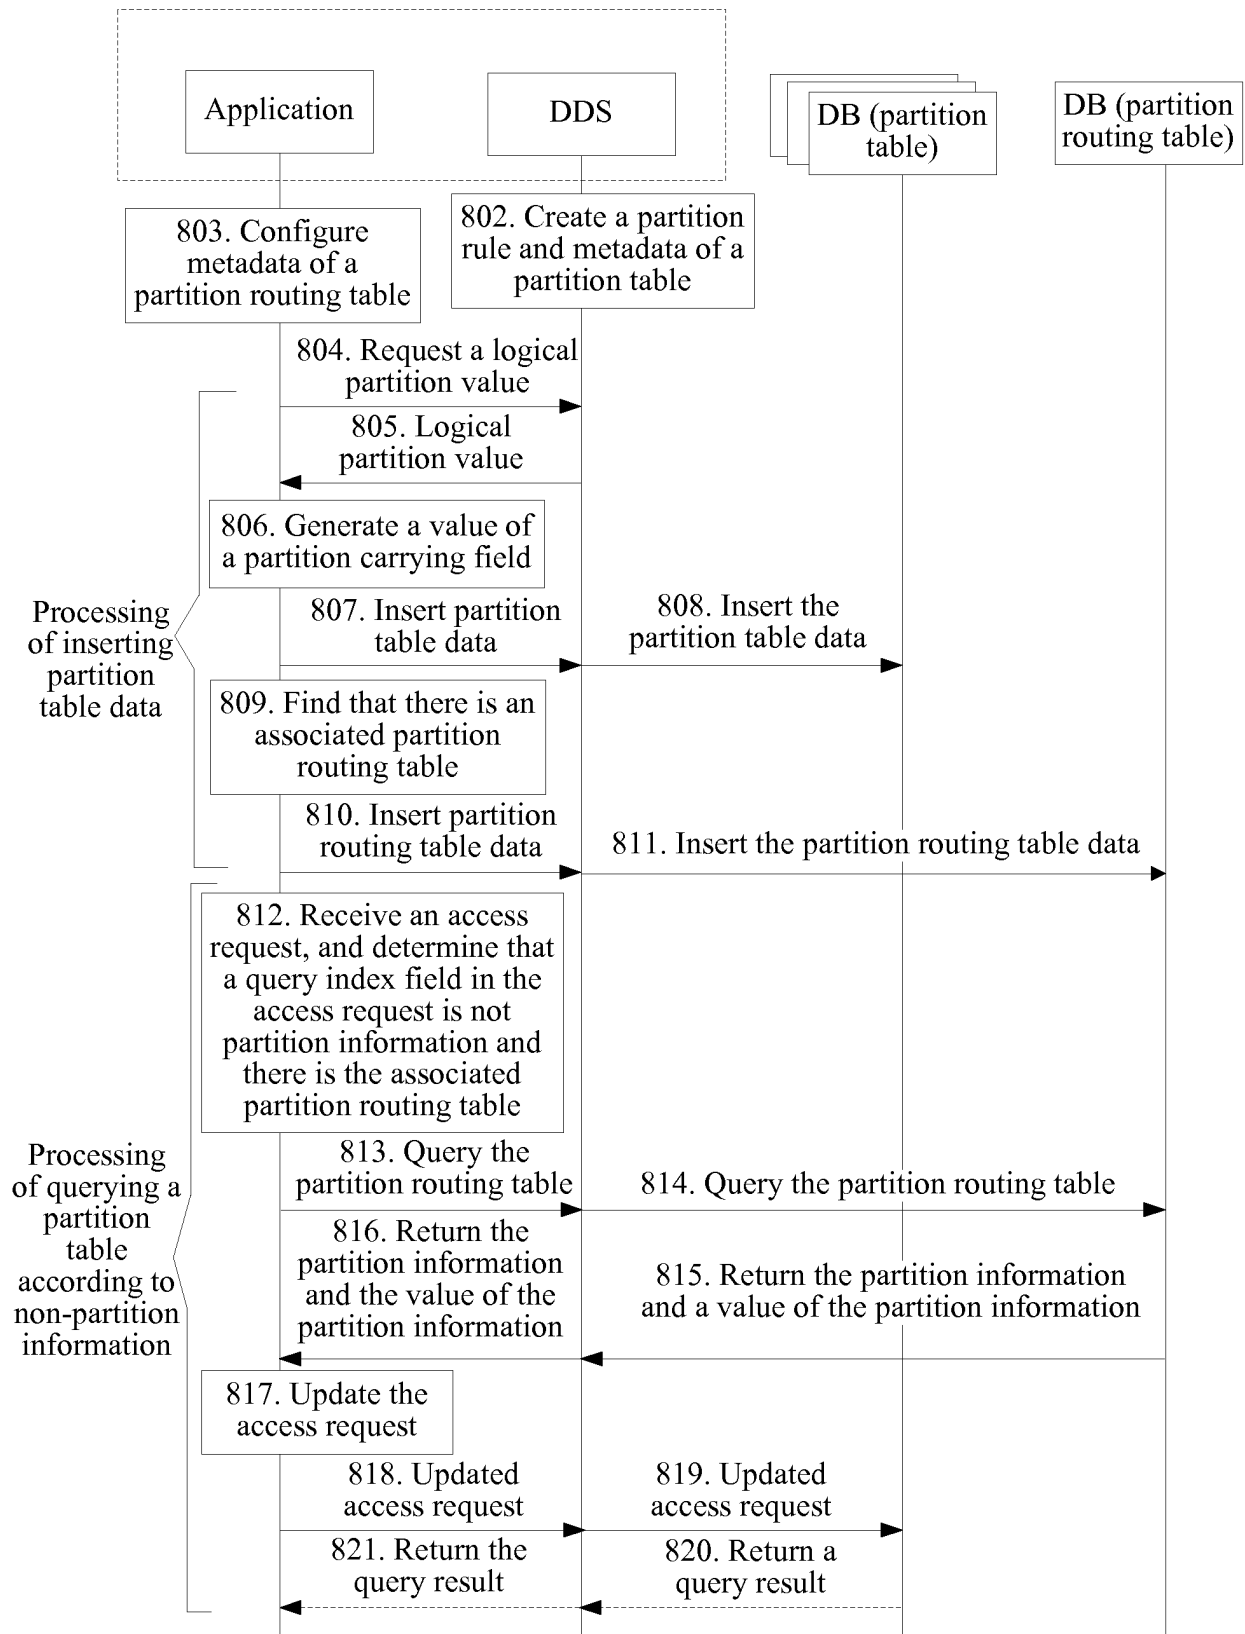 Application
DDS
DB (partition
table)
DB (partition
routing table)
803. Configure
metadata of a
partition routing table
802. Create a partition
rule and metadata of a
partition table
804. Request a logical
partition value
805. Logical
partition value
806. Generate a value of
a partition carrying field
Processing
of inserting
partition
table data
807. Insert partition
table data
808. Insert the
partition table data
809. Find that there is an
associated partition
routing table
810. Insert partition
routing table data
811. Insert the partition routing table data
812. Receive an access
request, and determine that
a query index field in the
access request is not
partition information and
there is the associated
partition routing table
Processing
of querying a
partition
table
according to
non-partition
information
813. Query the
partition routing table
814. Query the partition routing table
816. Return the
partition information
and the value of the
partition information
815. Return the partition information
and a value of the partition information
817. Update the
access request
818. Updated
access request
819. Updated
access request
821. Return the
query result
820. Return a
query result